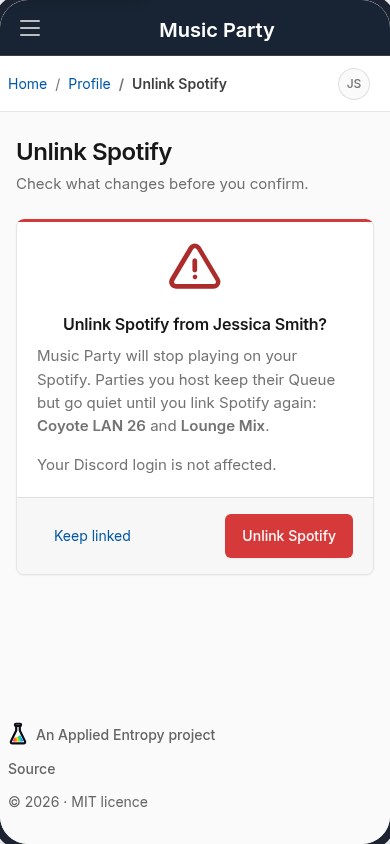 Music Party
Home / Profile / Unlink Spotify
JS
Unlink Spotify
Check what changes before you confirm.
Unlink Spotify from Jessica Smith?
Music Party will stop playing on your
Spotify. Parties you host keep their Queue
but go quiet until you link Spotify again:
Coyote LAN 26 and Lounge Mix.
Your Discord login is not affected.
Keep linked
Unlink Spotify
An Applied Entropy project
Source
© 2026 · MIT licence